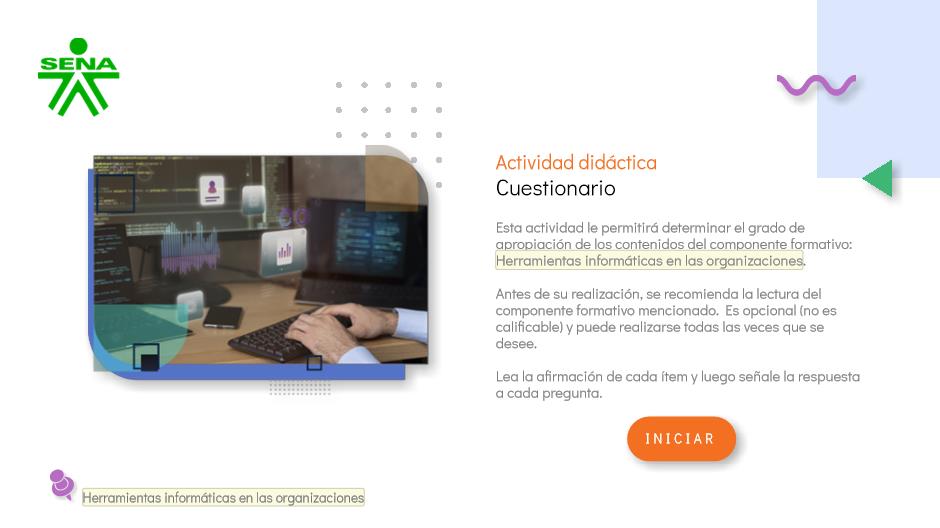 SENA
Actividad didáctica
Cuestionario
Esta actividad le permitirá determinar el grado de
apropiación de los contenidos del componente formativo:
Herramientas informáticas en las organizaciones.
Antes de su realización, se recomienda la lectura del
componente formativo mencionado. Es opcional (no es
calificable) y puede realizarse todas las veces que se
desee.
Lea la afirmación de cada ítem y luego señale la respuesta
a cada pregunta.
INICIAR
Herramientas informáticas en las organizaciones